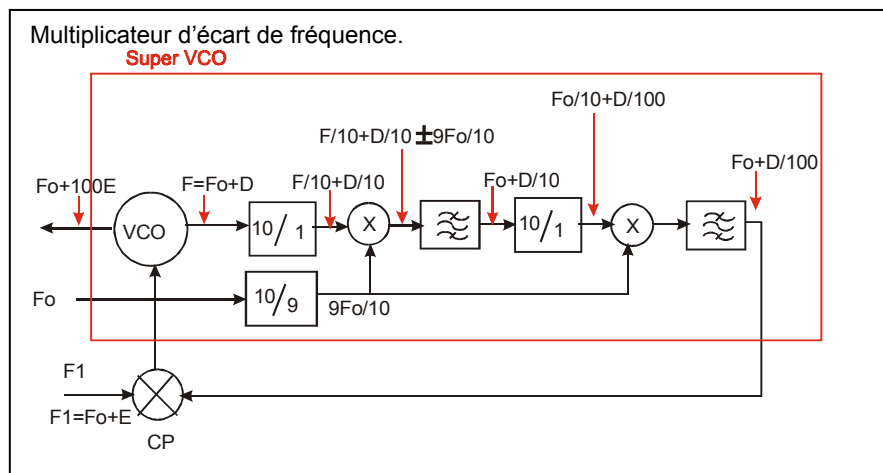 Multiplicateur d'écart de fréquence.
Super VCO
Fo/10+D/100
F/10+D/10 ±9Fo/10
Fo+D/100
Fo+100E
F=Fo+D
F/10+D/10
Fo+D/10
VCO
10/1
X
10/1
X
Fo
10/9
9Fo/10
F1
F1=Fo+E
CP